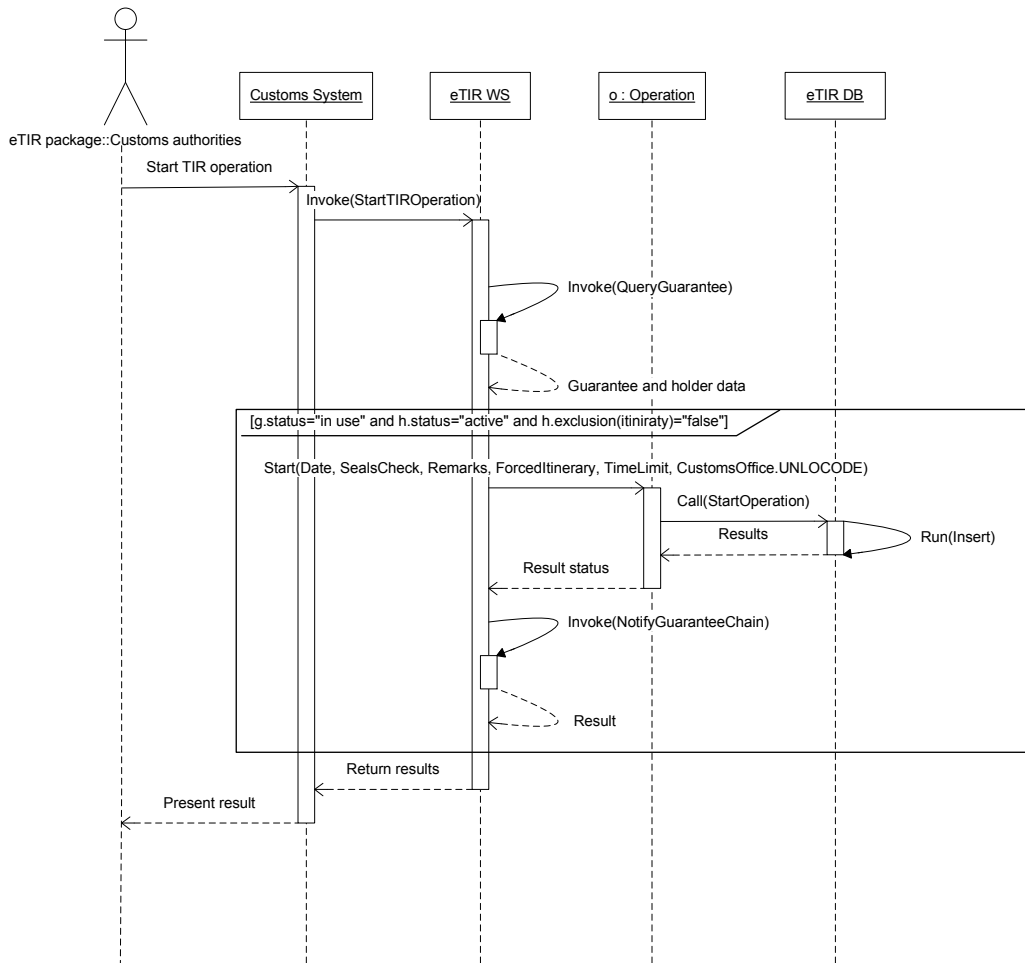 Customs System
eTIR WS
o : Operation
eTIR DB
eTIR package::Customs authorities
Start TIR operation
Invoke(StartTIROperation)
Invoke(QueryGuarantee)
Guarantee and holder data
[g.status="in use" and h.status="active" and h.exclusion(itiniraty)="false"]
Start(Date, SealsCheck, Remarks, ForcedItinerary, TimeLimit, CustomsOffice.UNLOCODE)
Call(StartOperation)
Results
Run(Insert)
Result status
Invoke(NotifyGuaranteeChain)
Result
Return results
Present result